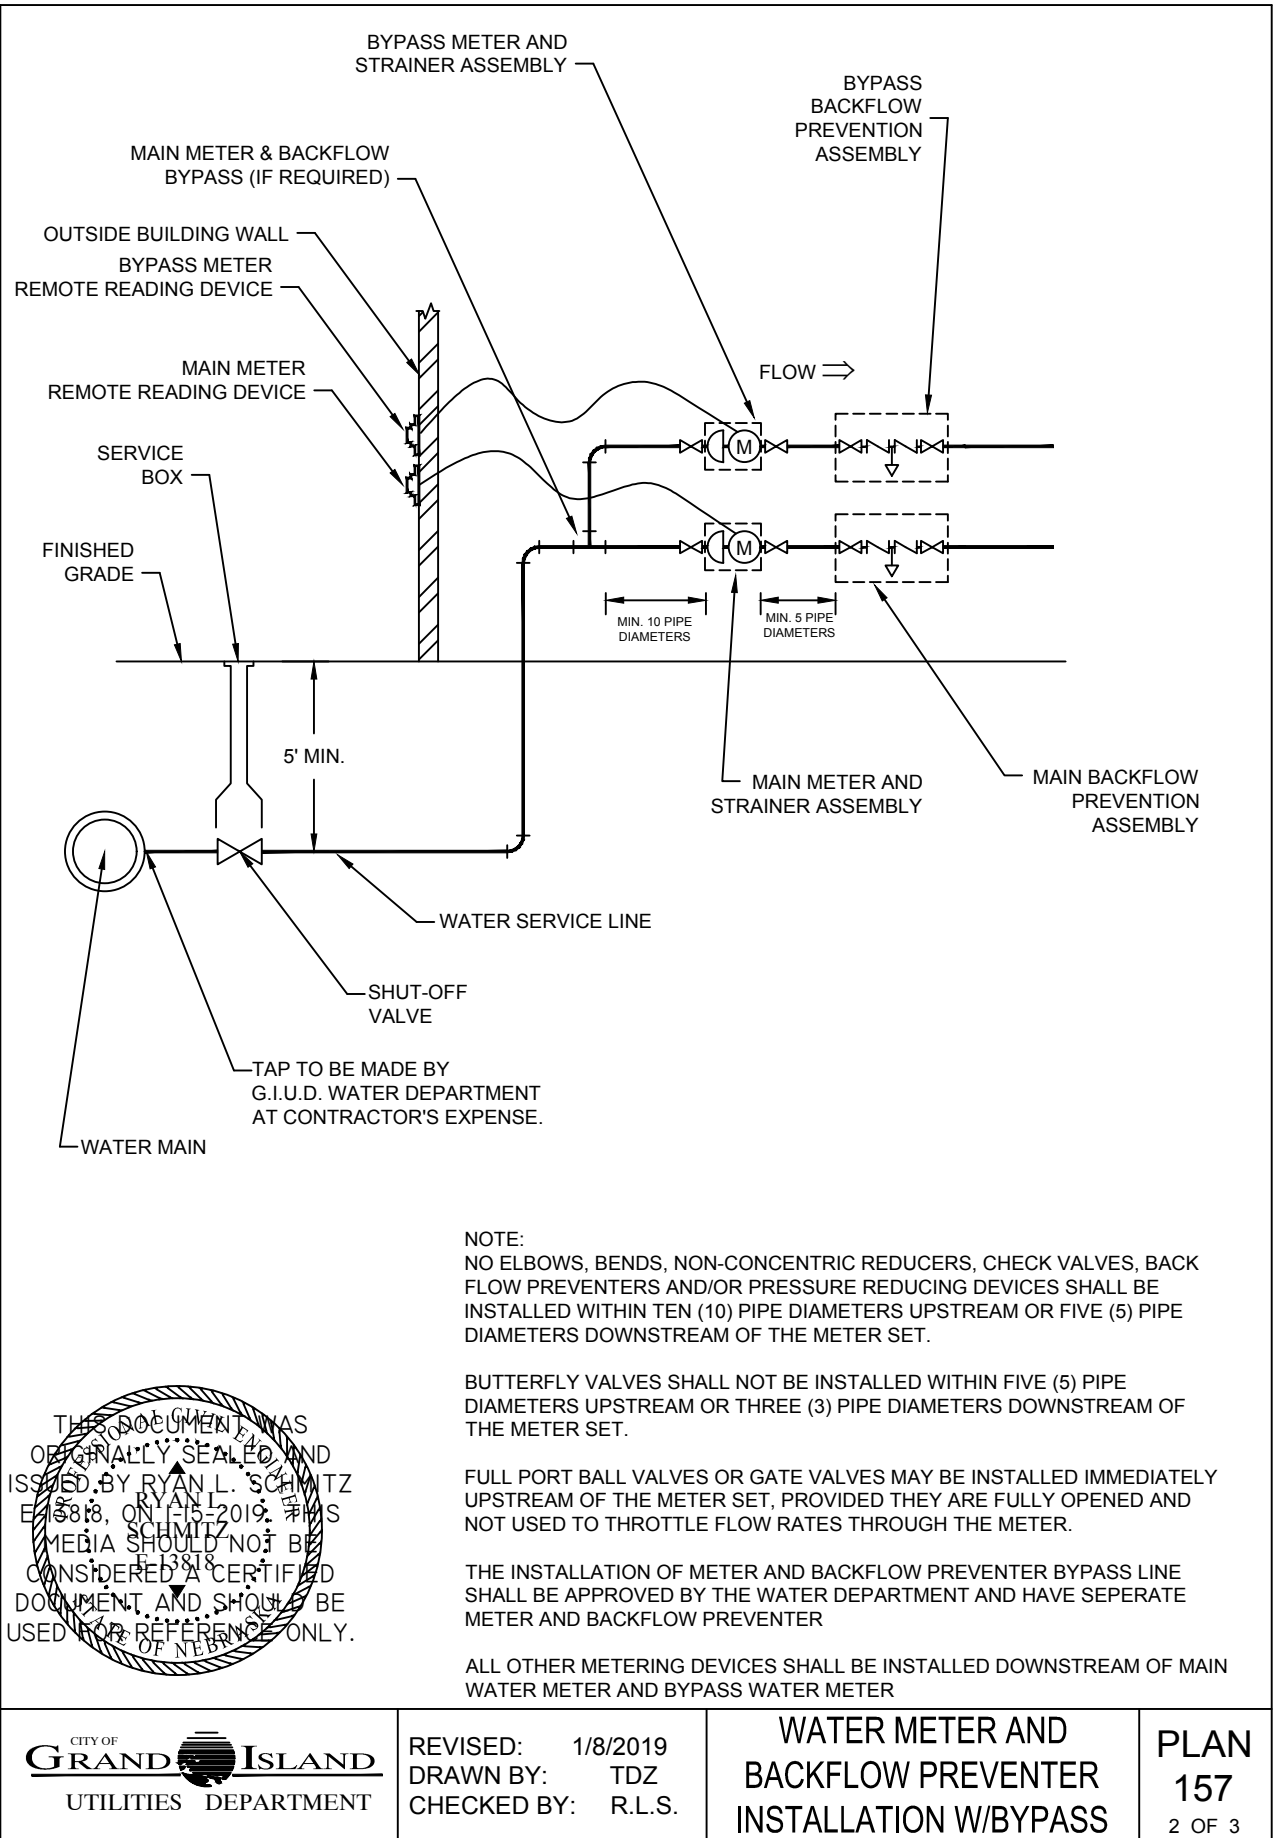 BYPASS METER AND
STRAINER ASSEMBLY
BYPASS
BACKFLOW
PREVENTION
ASSEMBLY
MAIN METER & BACKFLOW
BYPASS (IF REQUIRED)
OUTSIDE BUILDING WALL
BYPASS METER
REMOTE READING DEVICE
MAIN METER
REMOTE READING DEVICE
FLOW
SERVICE
BOX
M
M
FINISHED
GRADE
MIN. 10 PIPE
DIAMETERS
MIN. 5 PIPE
DIAMETERS
5' MIN.
MAIN METER AND
STRAINER ASSEMBLY
MAIN BACKFLOW
PREVENTION
ASSEMBLY
WATER SERVICE LINE
SHUT-OFF
VALVE
TAP TO BE MADE BY
G.I.U.D. WATER DEPARTMENT
AT CONTRACTOR'S EXPENSE.
WATER MAIN
NOTE:
NO ELBOWS, BENDS, NON-CONCENTRIC REDUCERS, CHECK VALVES, BACK
FLOW PREVENTERS AND/OR PRESSURE REDUCING DEVICES SHALL BE
INSTALLED WITHIN TEN (10) PIPE DIAMETERS UPSTREAM OR FIVE (5) PIPE
DIAMETERS DOWNSTREAM OF THE METER SET.
BUTTERFLY VALVES SHALL NOT BE INSTALLED WITHIN FIVE (5) PIPE
DIAMETERS UPSTREAM OR THREE (3) PIPE DIAMETERS DOWNSTREAM OF
THE METER SET.
FULL PORT BALL VALVES OR GATE VALVES MAY BE INSTALLED IMMEDIATELY
UPSTREAM OF THE METER SET, PROVIDED THEY ARE FULLY OPENED AND
NOT USED TO THROTTLE FLOW RATES THROUGH THE METER.
THE INSTALLATION OF METER AND BACKFLOW PREVENTER BYPASS LINE
SHALL BE APPROVED BY THE WATER DEPARTMENT AND HAVE SEPERATE
METER AND BACKFLOW PREVENTER
ALL OTHER METERING DEVICES SHALL BE INSTALLED DOWNSTREAM OF MAIN
WATER METER AND BYPASS WATER METER
THIS DOCUMENT WAS
ORIGINALLY SEALED AND
ISSUED BY RYAN L. SCHMITZ
E-13818, ON 1-15-2019. THIS
MEDIA SHOULD NOT BE
CONSIDERED A CERTIFIED
DOCUMENT AND SHOULD BE
USED FOR REFERENCE ONLY.
PROFESSIONAL CIVIL ENGINEER
RYAN L.
SCHMITZ
E-13818
STATE OF NEBRASKA
CITY OF
GRAND ISLAND
UTILITIES DEPARTMENT
REVISED: 1/8/2019
DRAWN BY: TDZ
CHECKED BY: R.L.S.
WATER METER AND
BACKFLOW PREVENTER
INSTALLATION W/BYPASS
PLAN
157
2 OF 3